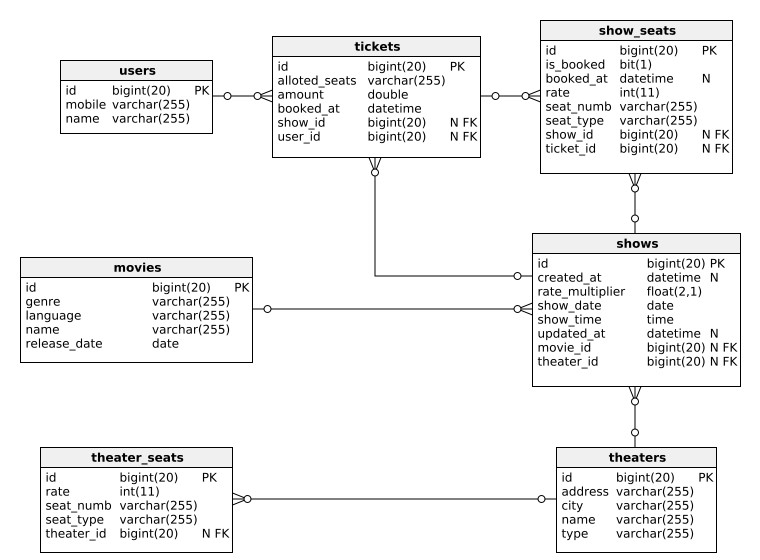 users
id bigint(20) PK
mobile varchar(255)
name varchar(255)
tickets
id bigint(20) PK
alloted_seats varchar(255)
amount double
booked_at datetime
show_id bigint(20) N FK
user_id bigint(20) N FK
show_seats
id bigint(20) PK
is_booked bit(1)
booked_at datetime N
rate int(11)
seat_numb varchar(255)
seat_type varchar(255)
show_id bigint(20) N FK
ticket_id bigint(20) N FK
movies
id bigint(20) PK
genre varchar(255)
language varchar(255)
name varchar(255)
release_date date
shows
id bigint(20) PK
created_at datetime N
rate_multiplier float(2,1)
show_date date
show_time time
updated_at datetime N
movie_id bigint(20) N FK
theater_id bigint(20) N FK
theater_seats
id bigint(20) PK
rate int(11)
seat_numb varchar(255)
seat_type varchar(255)
theater_id bigint(20) N FK
theaters
id bigint(20) PK
address varchar(255)
city varchar(255)
name varchar(255)
type varchar(255)